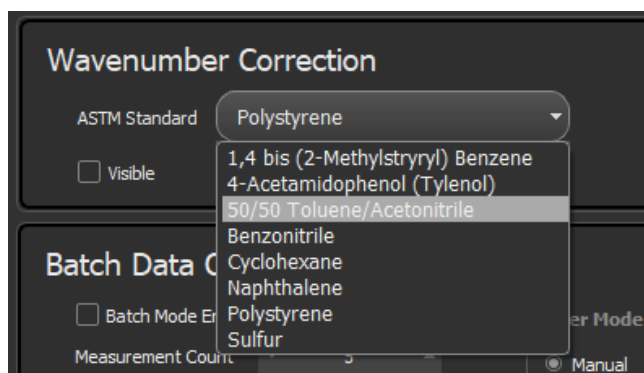 Wavenumber Correction
ASTM Standard Polystyrene
1,4 bis (2-Methylstryryl) Benzene
Visible
4-Acetamidophenol (Tylenol)
50/50 Toluene/Acetonitrile
Benzonitrile
Batch Data
Cyclohexane
Naphthalene
Batch Mode
Polystyrene
Mode
Sulfur
Measurement Count
Manual